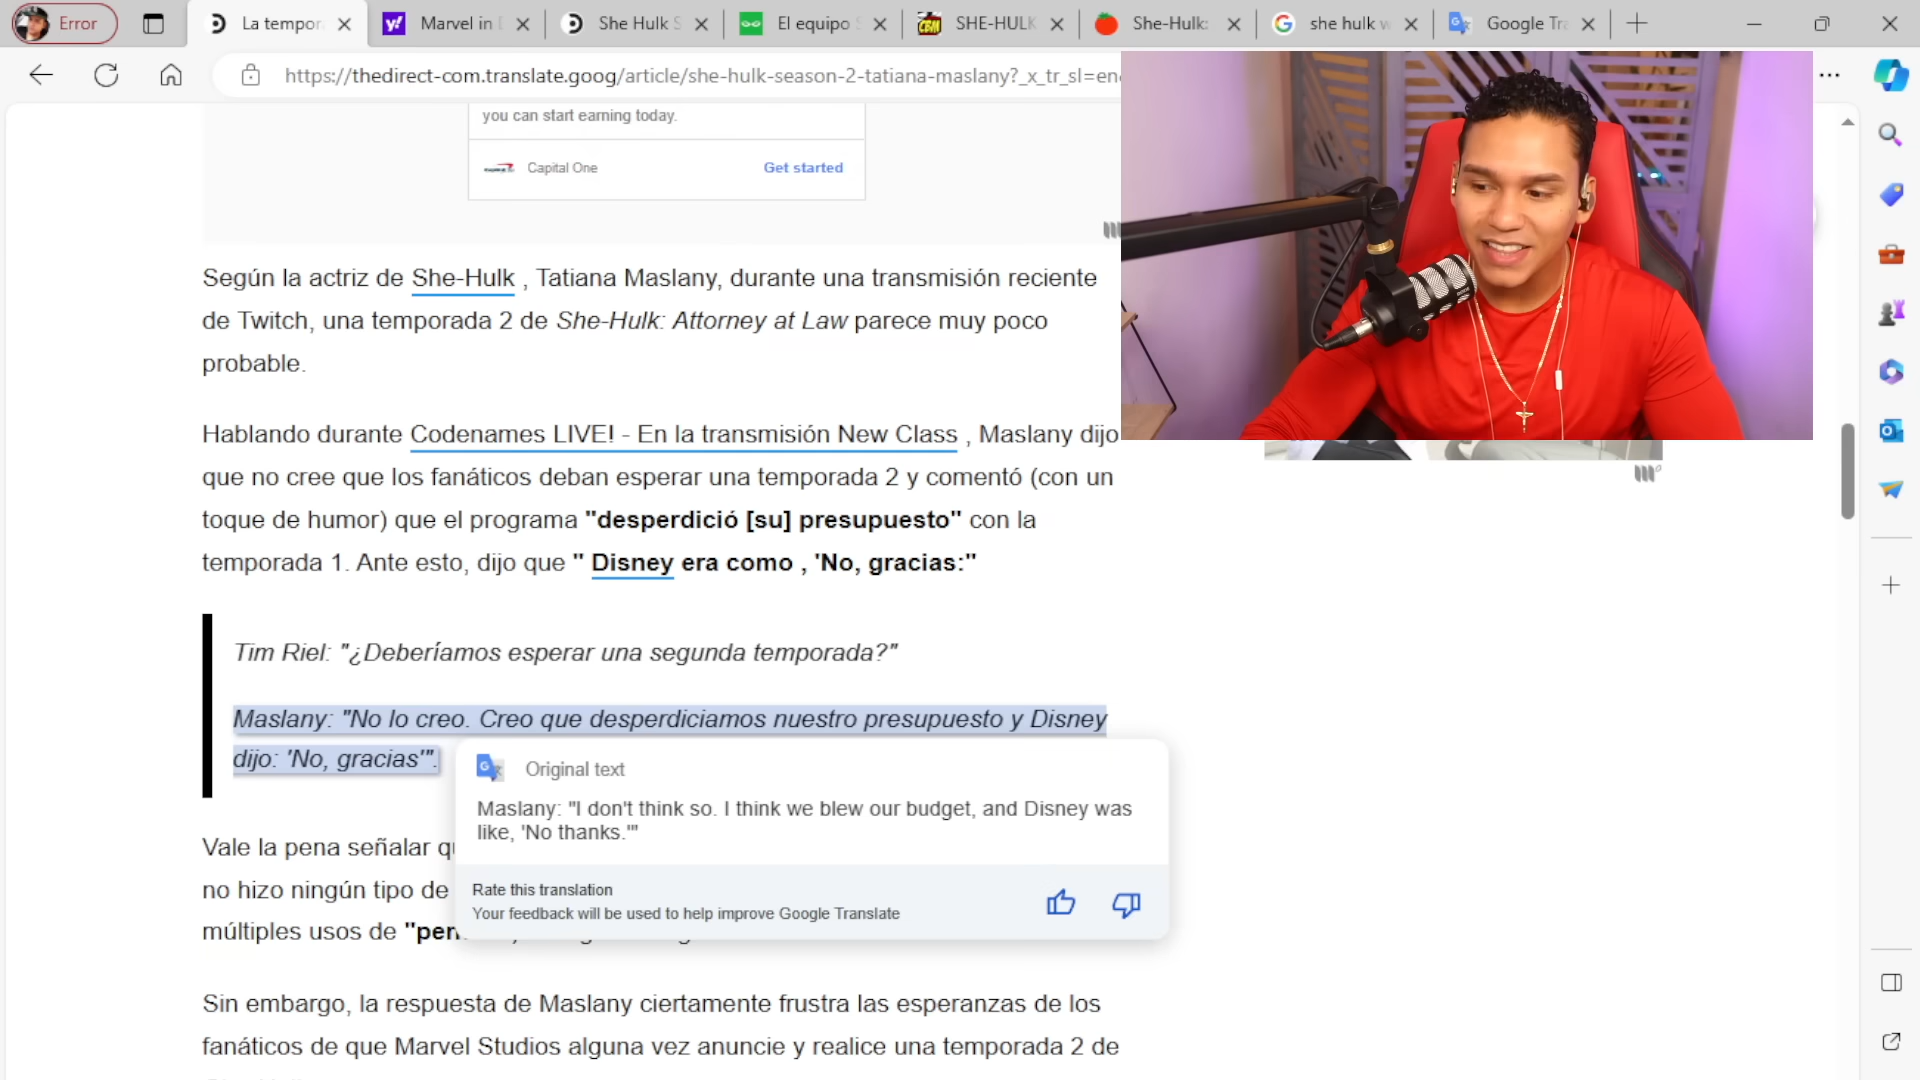 Error
La tempor
Marvel in E
She Hulk S
El equipo S
SHE-HULK
She-Hulk:
she hulk w
Google Tra
https://thedirect-com.translate.goog/article/she-hulk-season-2-tatiana-maslany?_x_tr_sl=en
you can start earning today.
Capital One
Get started
Según la actriz de She-Hulk , Tatiana Maslany, durante una transmisión reciente
de Twitch, una temporada 2 de She-Hulk: Attorney at Law parece muy poco
probable.
Hablando durante Codenames LIVE! - En la transmisión New Class , Maslany dijo
que no cree que los fanáticos deban esperar una temporada 2 y comentó (con un
toque de humor) que el programa "desperdició [su] presupuesto" con la
temporada 1. Ante esto, dijo que " Disney era como , 'No, gracias:"
Tim Riel: "¿Deberíamos esperar una segunda temporada?"
Maslany: "No lo creo. Creo que desperdiciamos nuestro presupuesto y Disney
dijo: 'No, gracias'".
Original text
Maslany: "I don't think so. I think we blew our budget, and Disney was
like, 'No thanks.'"
Rate this translation
Your feedback will be used to help improve Google Translate
Vale la pena señalar qu
no hizo ningún tipo de
múltiples usos de "pen
Sin embargo, la respuesta de Maslany ciertamente frustra las esperanzas de los
fanáticos de que Marvel Studios alguna vez anuncie y realice una temporada 2 de